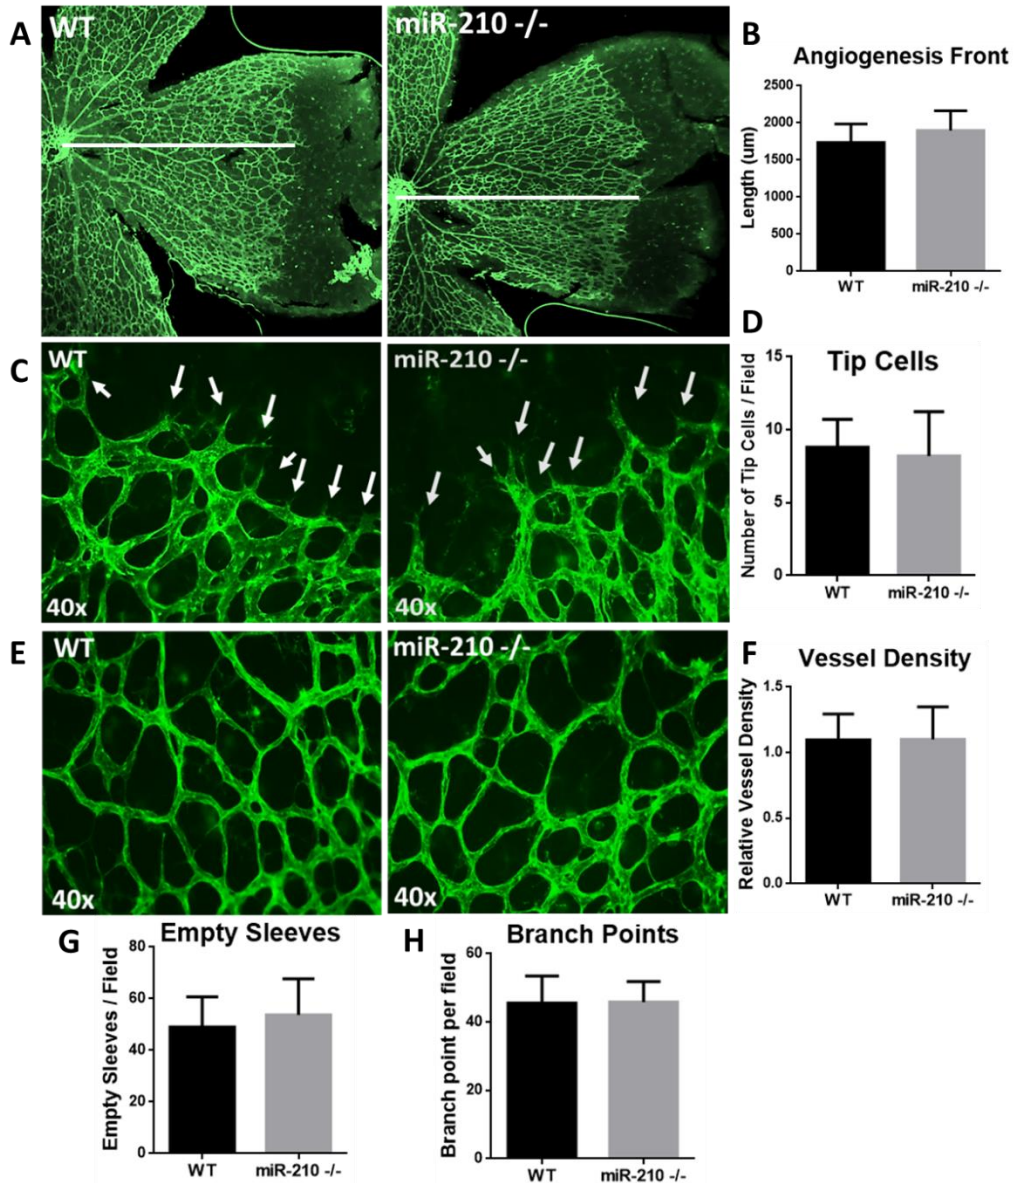 A
WT
miR-210 -/-
B
Angiogenesis Front
Length (um)
2500
2000
1500
1000
500
0
WT
miR-210 -/-
C
WT
40x
miR-210 -/-
40x
D
Tip Cells
Number of Tip Cells / Field
15
10
5
0
WT
miR-210 -/-
E
WT
40x
miR-210 -/-
40x
F
Vessel Density
Relative Vessel Density
1.5
1.0
0.5
0.0
WT
miR-210 -/-
G
Empty Sleeves
Empty Sleeves / Field
80
60
40
20
0
WT
miR-210 -/-
H
Branch Points
Branch point per field
60
40
20
0
WT
miR-210 -/-